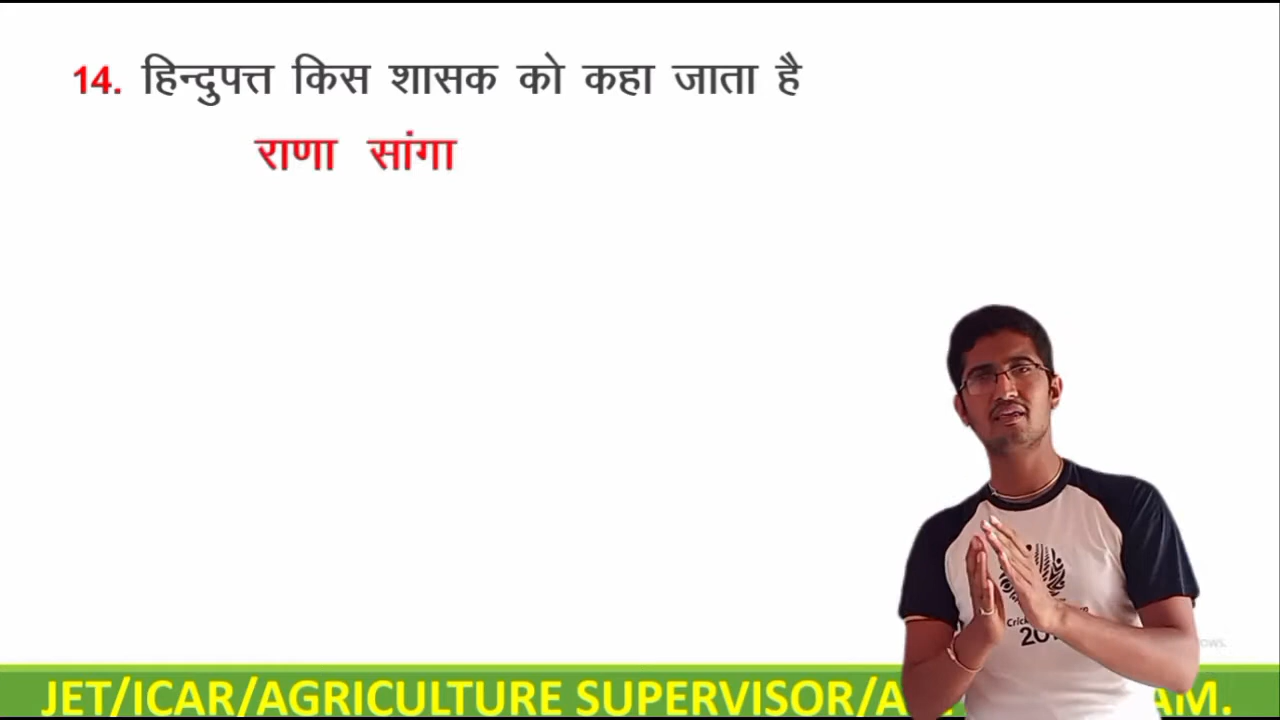 14. हिन्दुपत्त किस शासक को कहा जाता है
राणा सांगा
JET/ICAR/AGRICULTURE SUPERVISOR/A
AM.